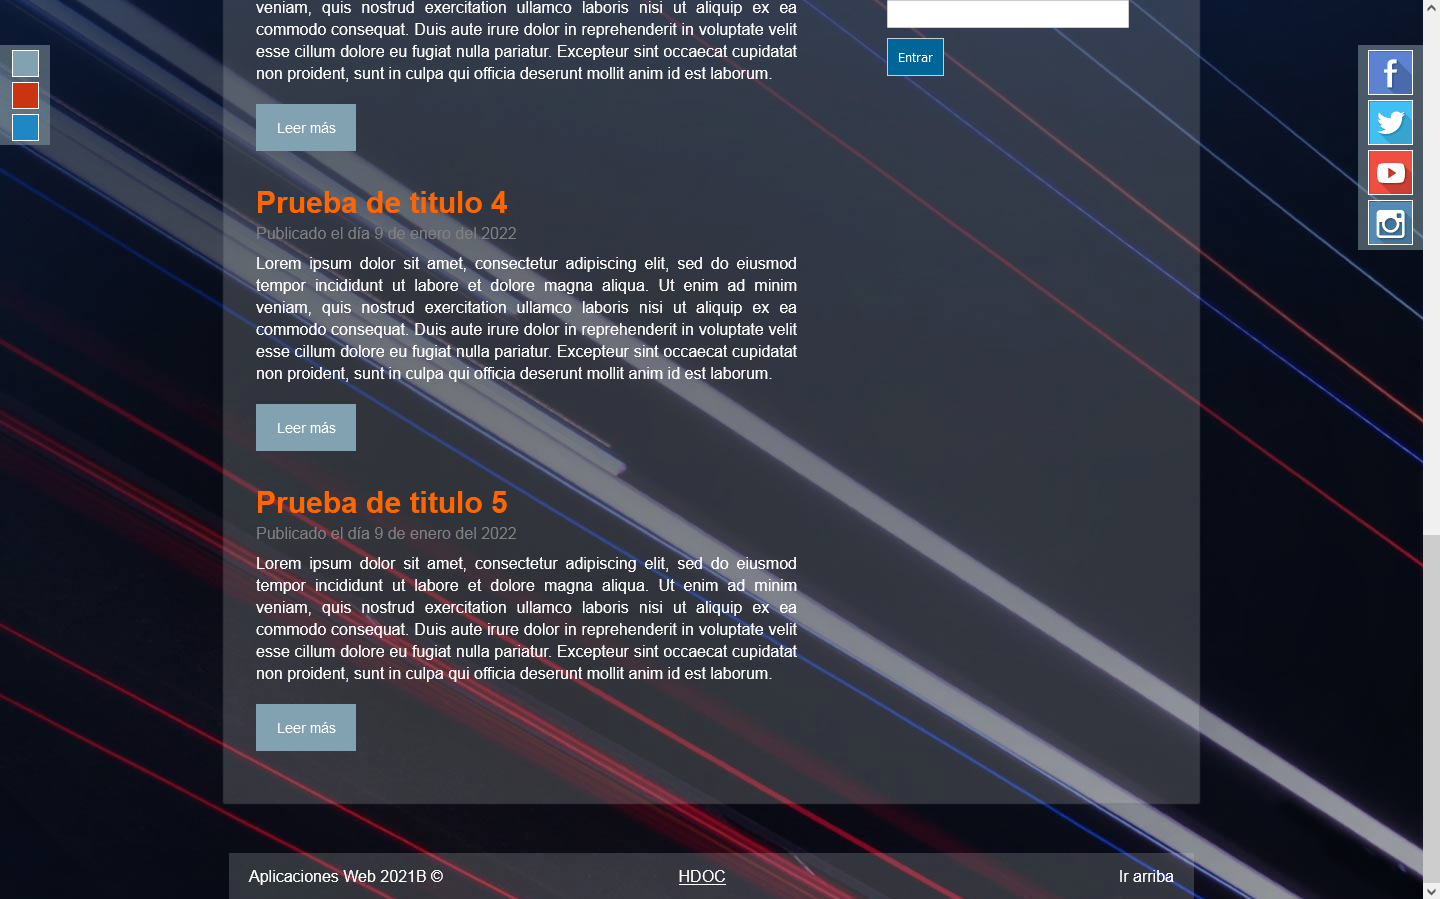 veniam, quis nostrud exercitation ullamco laboris nisi ut aliquip ex ea
commodo consequat. Duis aute irure dolor in reprehenderit in voluptate velit
esse cillum dolore eu fugiat nulla pariatur. Excepteur sint occaecat cupidatat
non proident, sunt in culpa qui officia deserunt mollit anim id est laborum.
Leer más
Entrar
Prueba de titulo 4
Publicado el día 9 de enero del 2022
Lorem ipsum dolor sit amet, consectetur adipiscing elit, sed do eiusmod
tempor incididunt ut labore et dolore magna aliqua. Ut enim ad minim
veniam, quis nostrud exercitation ullamco laboris nisi ut aliquip ex ea
commodo consequat. Duis aute irure dolor in reprehenderit in voluptate velit
esse cillum dolore eu fugiat nulla pariatur. Excepteur sint occaecat cupidatat
non proident, sunt in culpa qui officia deserunt mollit anim id est laborum.
Leer más
Prueba de titulo 5
Publicado el día 9 de enero del 2022
Lorem ipsum dolor sit amet, consectetur adipiscing elit, sed do eiusmod
tempor incididunt ut labore et dolore magna aliqua. Ut enim ad minim
veniam, quis nostrud exercitation ullamco laboris nisi ut aliquip ex ea
commodo consequat. Duis aute irure dolor in reprehenderit in voluptate velit
esse cillum dolore eu fugiat nulla pariatur. Excepteur sint occaecat cupidatat
non proident, sunt in culpa qui officia deserunt mollit anim id est laborum.
Leer más
Aplicaciones Web 2021B ©
HDOC
Ir arriba